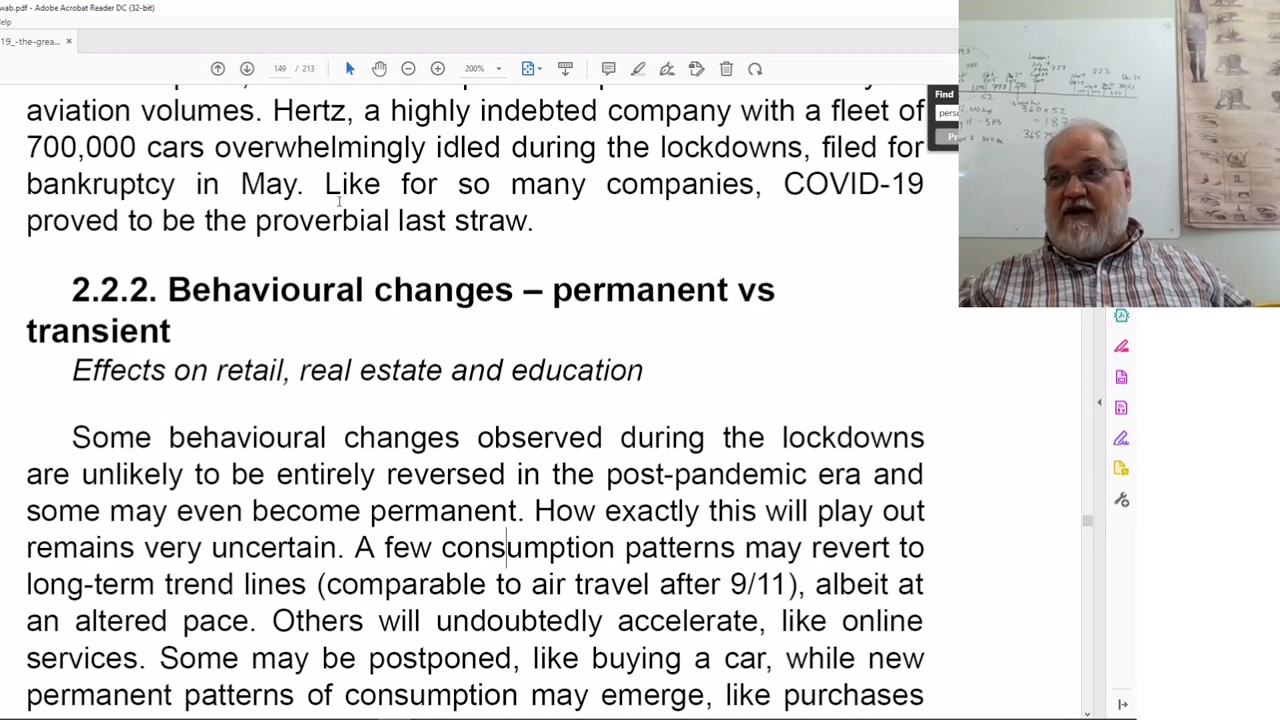 wab.pdf - Adobe Acrobat Reader DC (32-bit)
elp
19_-the-grea... ×
149 / 213
200%
Find
perso
aviation volumes. Hertz, a highly indebted company with a fleet of
700,000 cars overwhelmingly idled during the lockdowns, filed for
bankruptcy in May. Like for so many companies, COVID-19
proved to be the proverbial last straw.
2.2.2. Behavioural changes – permanent vs
transient
Effects on retail, real estate and education
Some behavioural changes observed during the lockdowns
are unlikely to be entirely reversed in the post-pandemic era and
some may even become permanent. How exactly this will play out
remains very uncertain. A few consumption patterns may revert to
long-term trend lines (comparable to air travel after 9/11), albeit at
an altered pace. Others will undoubtedly accelerate, like online
services. Some may be postponed, like buying a car, while new
permanent patterns of consumption may emerge, like purchases